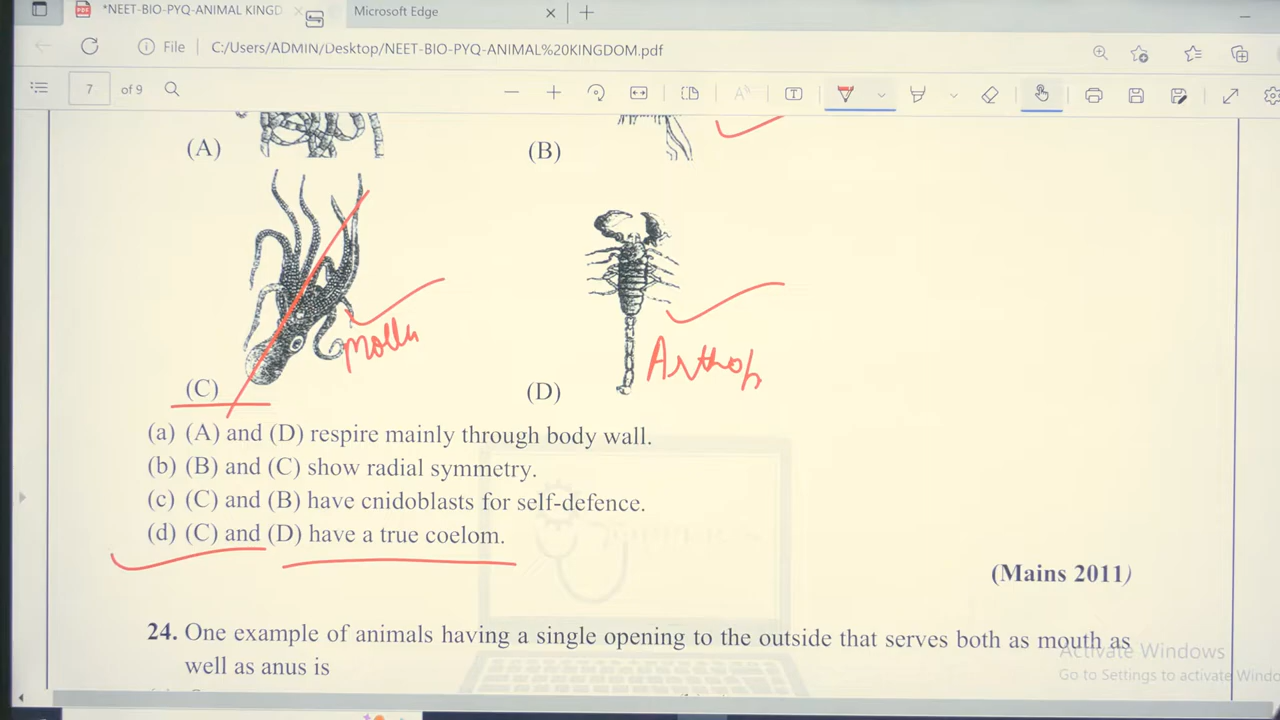 *NEET-BIO-PYQ-ANIMAL KINGD
Microsoft Edge
File
C:/Users/ADMIN/Desktop/NEET-BIO-PYQ-ANIMAL%20KINGDOM.pdf
7 of 9
(A)
(B)
Mollu
Arthop
(C)
(D)
(a) (A) and (D) respire mainly through body wall.
(b) (B) and (C) show radial symmetry.
(c) (C) and (B) have cnidoblasts for self-defence.
(d) (C) and (D) have a true coelom.
(Mains 2011)
24. One example of animals having a single opening to the outside that serves both as mouth as
well as anus is
Activate Windows
Go to Settings to activate Windo